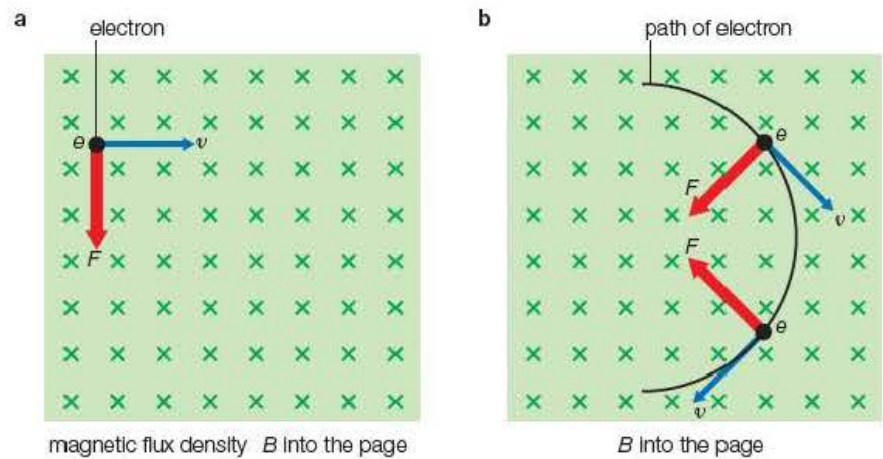 a
electron
e
v
F
magnetic flux density B into the page
b
path of electron
e
F
v
F
e
v
B into the page